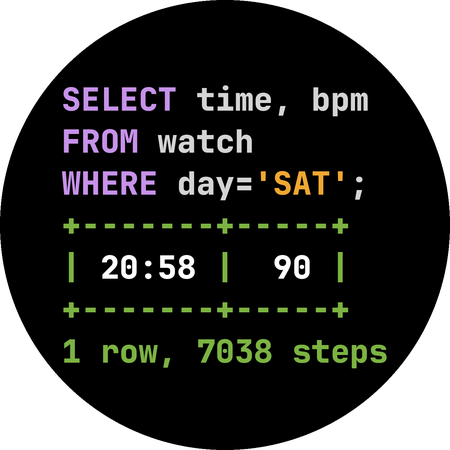 SELECT time, bpm
FROM watch
WHERE day='SAT';
+-------+-----+
| 20:58 |  90 |
+-------+-----+
1 row, 7038 steps